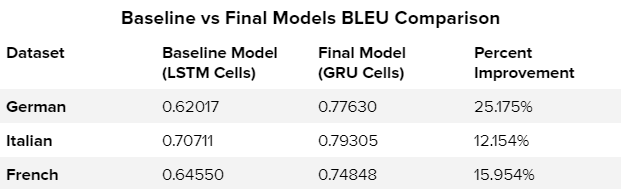 Baseline vs Final Models BLEU Comparison
Dataset Baseline Model Final Model Percent
(LSTM Cells) (GRU Cells) Improvement
German 0.62017 0.77630 25.175%
Italian 0.70711 0.79305 12.154%
French 0.64550 0.74848 15.954%